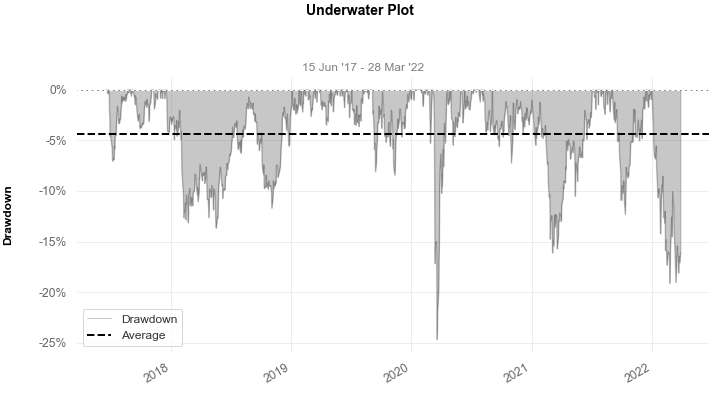 Underwater Plot
15 Jun '17 - 28 Mar '22
0%
-5%
-10%
-15%
-20%
-25%
Drawdown
Drawdown
Average
2018
2019
2020
2021
2022